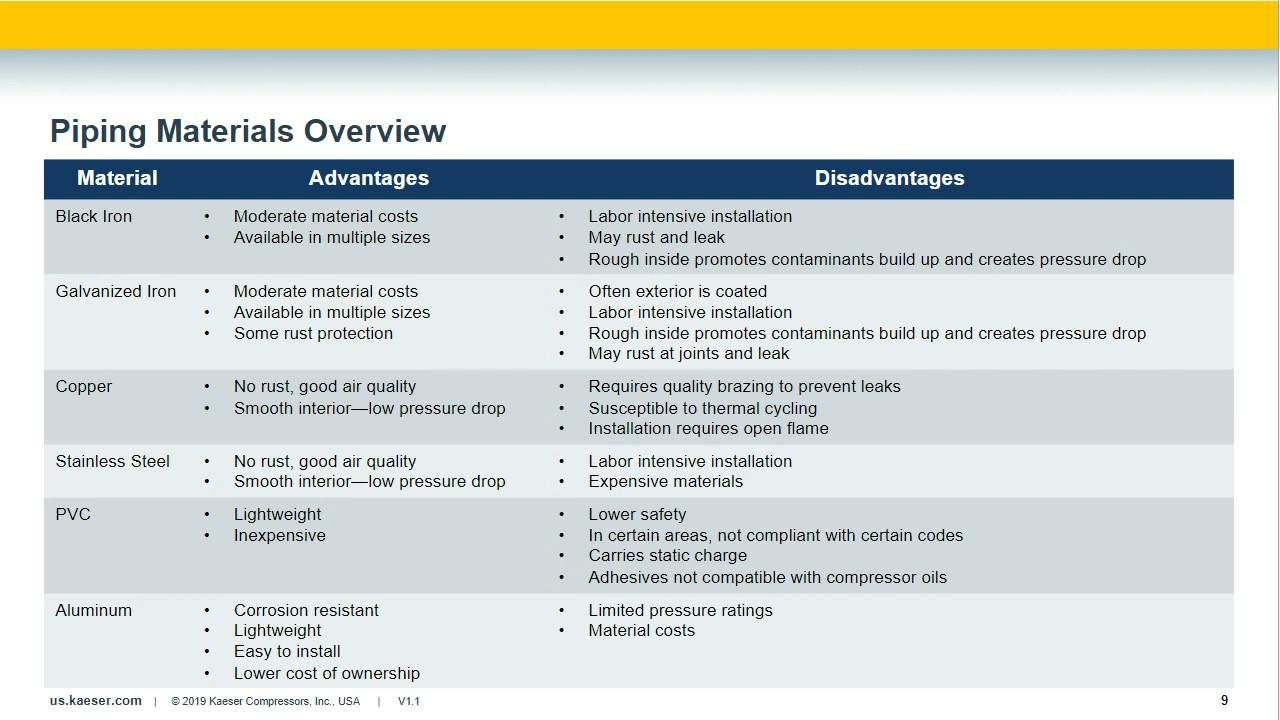 Piping Materials Overview
Material Advantages Disadvantages
Black Iron • Moderate material costs • Labor intensive installation
• Available in multiple sizes • May rust and leak
• Rough inside promotes contaminants build up and creates pressure drop
Galvanized Iron • Moderate material costs • Often exterior is coated
• Available in multiple sizes • Labor intensive installation
• Some rust protection • Rough inside promotes contaminants build up and creates pressure drop
• May rust at joints and leak
Copper • No rust, good air quality • Requires quality brazing to prevent leaks
• Smooth interior—low pressure drop • Susceptible to thermal cycling
• Installation requires open flame
Stainless Steel • No rust, good air quality • Labor intensive installation
• Smooth interior—low pressure drop • Expensive materials
PVC • Lightweight • Lower safety
• Inexpensive • In certain areas, not compliant with certain codes
• Carries static charge
• Adhesives not compatible with compressor oils
Aluminum • Corrosion resistant • Limited pressure ratings
• Lightweight • Material costs
• Easy to install
• Lower cost of ownership
us.kaeser.com | © 2019 Kaeser Compressors, Inc., USA | V1.1 9